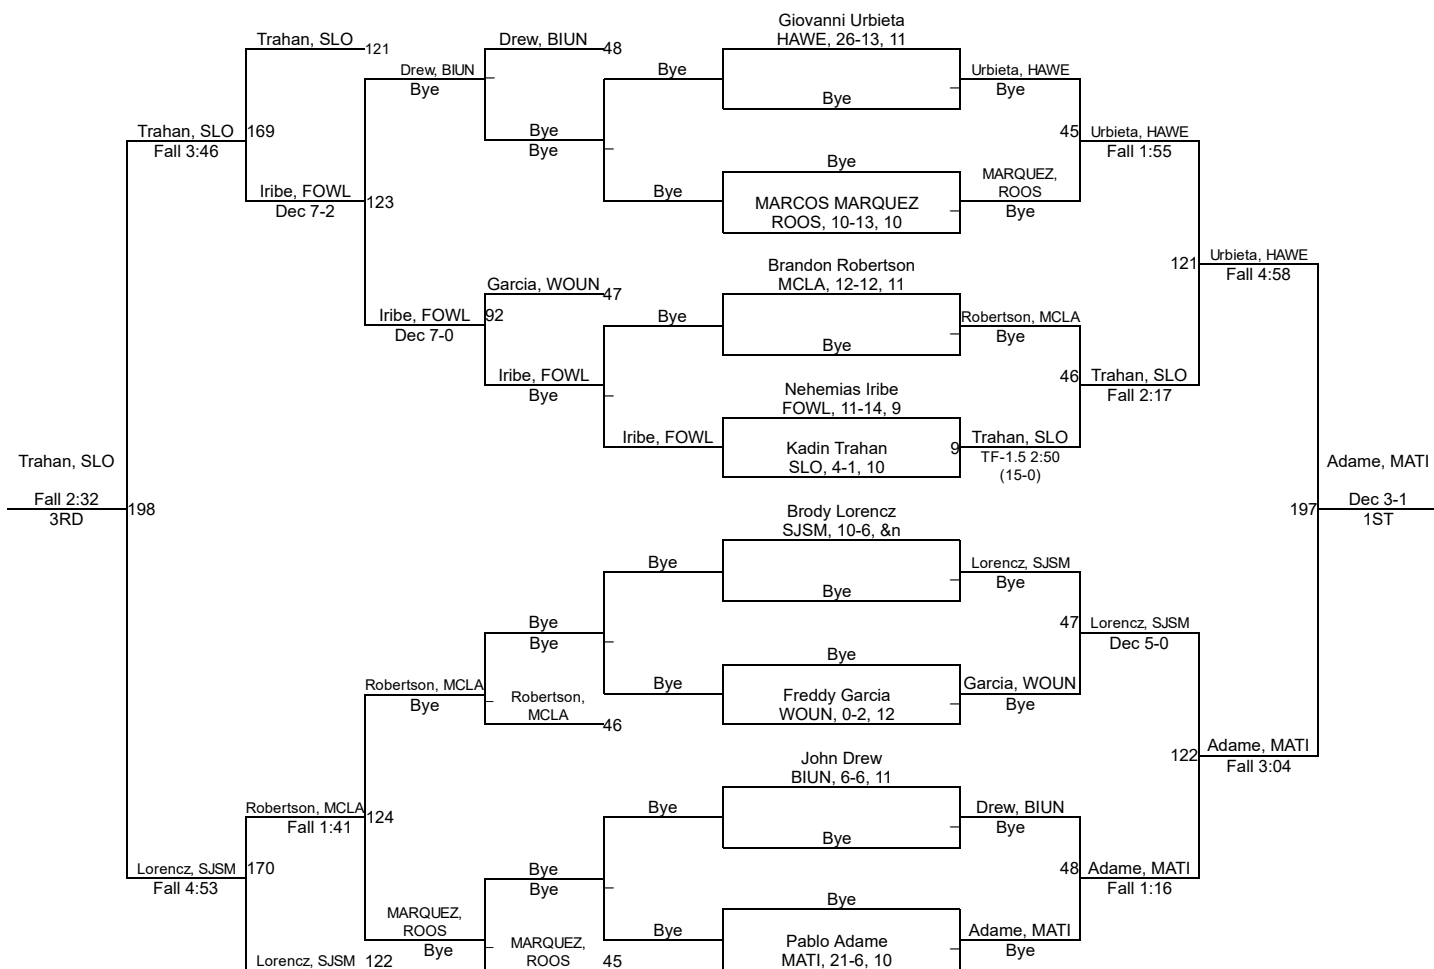 Giovanni Urbieta
HAWE, 26-13, 11
Trahan, SLO
121
Drew, BIUN
48
Drew, BIUN
Bye
Bye
Urbieta, HAWE
Bye
Bye
Trahan, SLO
169
Fall 3:46
Bye
Bye
45
Urbieta, HAWE
Fall 1:55
Bye
Iribe, FOWL
Dec 7-2
123
Bye
MARCOS MARQUEZ
ROOS, 10-13, 10
MARQUEZ,
ROOS
Bye
Brandon Robertson
MCLA, 12-12, 11
121
Urbieta, HAWE
Fall 4:58
Garcia, WOUN
47
Iribe, FOWL
92
Dec 7-0
Bye
Bye
Robertson, MCLA
Bye
Iribe, FOWL
Bye
Nehemias Iribe
FOWL, 11-14, 9
46
Trahan, SLO
Fall 2:17
Iribe, FOWL
Kadin Trahan
SLO, 4-1, 10
9
Trahan, SLO
TF-1.5 2:50
(15-0)
Trahan, SLO
Fall 2:32
3RD
198
Adame, MATI
197
Dec 3-1
1ST
Brody Lorencz
SJSM, 10-6, &n
Bye
Bye
Lorencz, SJSM
Bye
Bye
Bye
47
Lorencz, SJSM
Dec 5-0
Bye
Robertson, MCLA
Bye
Robertson,
MCLA
46
Bye
Freddy Garcia
WOUN, 0-2, 12
Garcia, WOUN
Bye
John Drew
BIUN, 6-6, 11
122
Adame, MATI
Fall 3:04
Robertson, MCLA
Fall 1:41
124
Bye
Bye
Drew, BIUN
Bye
Lorencz, SJSM
Fall 4:53
170
Bye
Bye
48
Adame, MATI
Fall 1:16
Bye
MARQUEZ,
ROOS
Bye
Bye
Pablo Adame
MATI, 21-6, 10
Adame, MATI
Bye
Lorencz, SJSM
122
MARQUEZ,
ROOS
45